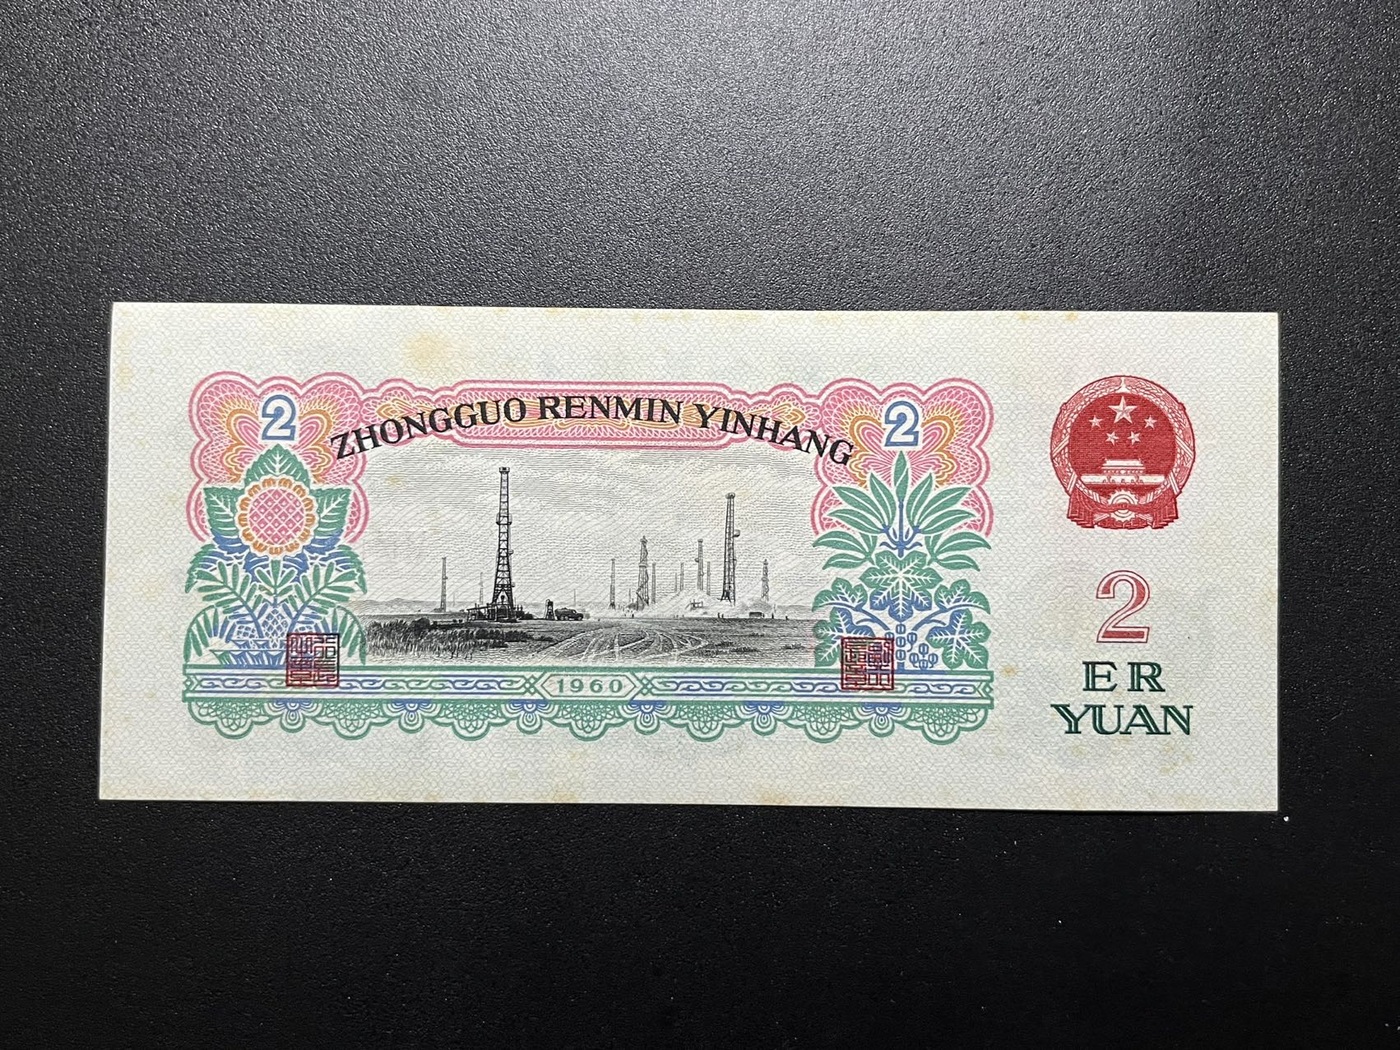 ZHONGGUO RENMIN YINHANG
2
2
1960
2
ER
YUAN